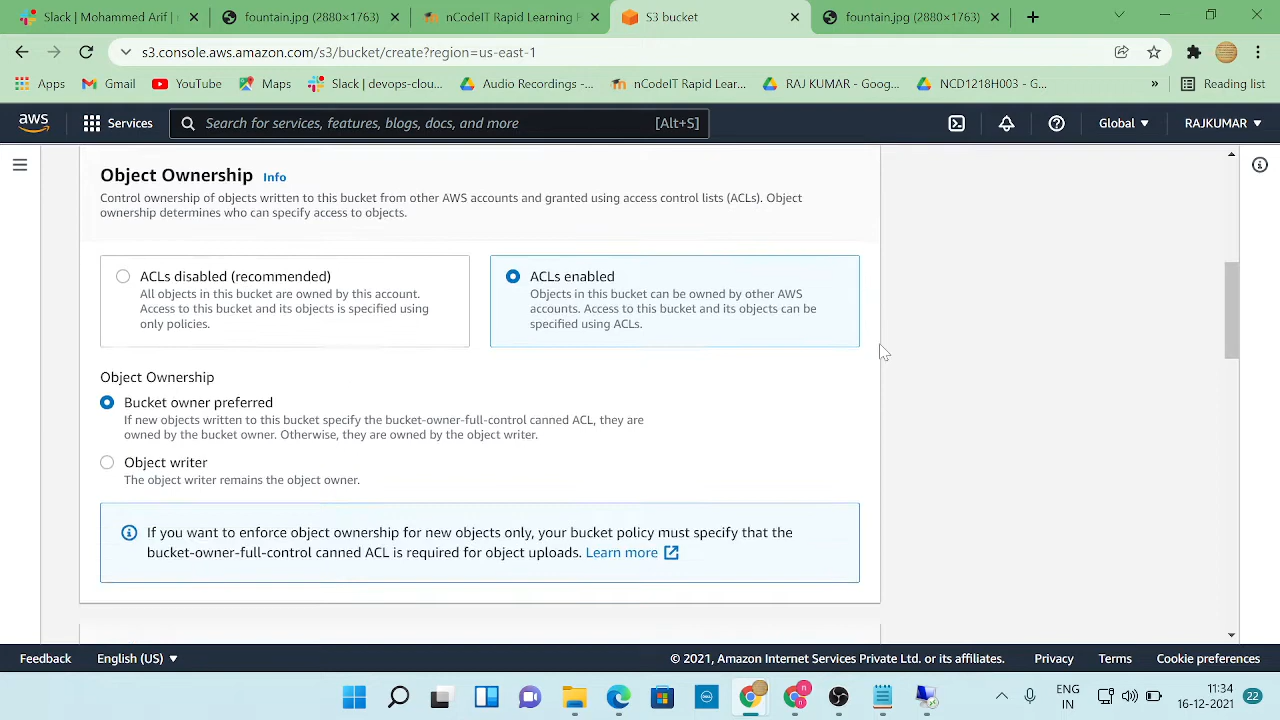 Slack | Mohammed Arif |
fountain.jpg (2880×1763)
nCodeIT Rapid Learning
S3 bucket
fountain.jpg (2880×1763)
s3.console.aws.amazon.com/s3/bucket/create?region=us-east-1
Apps
Gmail
YouTube
Maps
Slack | devops-clou...
Audio Recordings -...
nCodeIT Rapid Lear...
RAJ KUMAR - Goog...
NCD1218H003 - G...
»
Reading list
aws
Services
Search for services, features, blogs, docs, and more
[Alt+S]
Global
RAJKUMAR
Object Ownership Info
Control ownership of objects written to this bucket from other AWS accounts and granted using access control lists (ACLs). Object
ownership determines who can specify access to objects.
ACLs disabled (recommended)
All objects in this bucket are owned by this account.
Access to this bucket and its objects is specified using
only policies.
ACLs enabled
Objects in this bucket can be owned by other AWS
accounts. Access to this bucket and its objects can be
specified using ACLs.
Object Ownership
Bucket owner preferred
If new objects written to this bucket specify the bucket-owner-full-control canned ACL, they are
owned by the bucket owner. Otherwise, they are owned by the object writer.
Object writer
The object writer remains the object owner.
If you want to enforce object ownership for new objects only, your bucket policy must specify that the
bucket-owner-full-control canned ACL is required for object uploads. Learn more
Feedback
English (US)
© 2021, Amazon Internet Services Private Ltd. or its affiliates.
Privacy
Terms
Cookie preferences
ENG
IN
11:34
16-12-2021
22